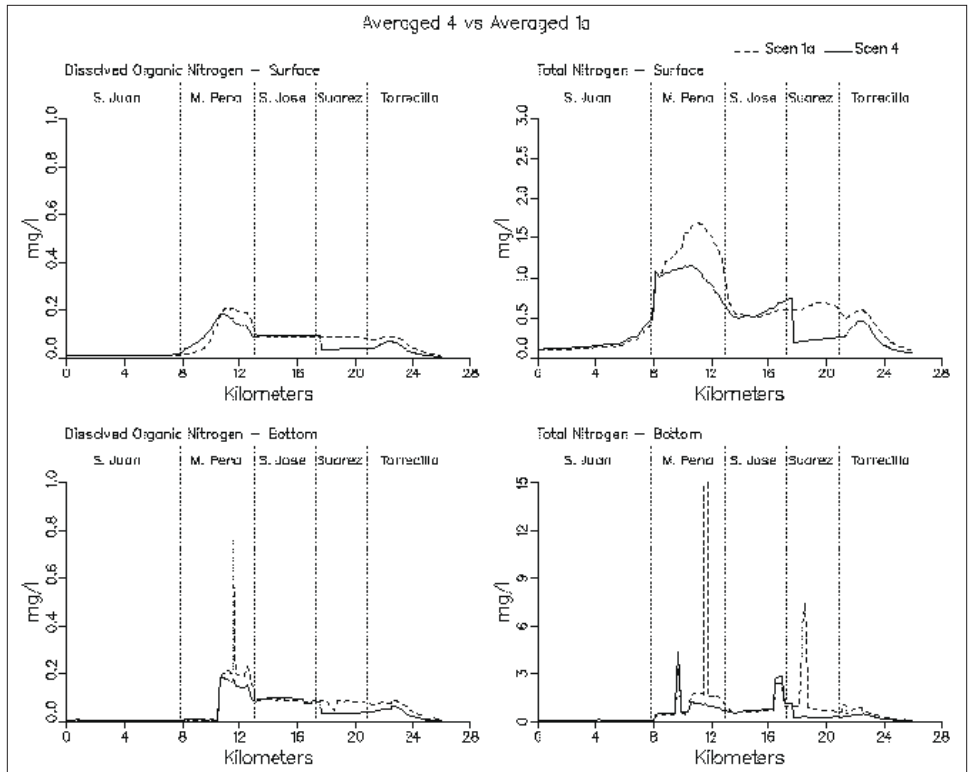 Averaged 4 vs Averaged 1a
Scen 1a
Scen 4
Dissolved Organic Nitrogen – Surface
S. Juan
M. Pena
S. Jose
Suarez
Torrecilla
1.0
0.8
0.6
0.4
0.2
0.0
mg/l
0 4 8 12 16 20 24 28
Kilometers
Total Nitrogen – Surface
S. Juan
M. Pena
S. Jose
Suarez
Torrecilla
3.0
2.5
2.0
1.5
1.0
0.5
0.0
mg/l
0 4 8 12 16 20 24 28
Kilometers
Dissolved Organic Nitrogen – Bottom
S. Juan
M. Pena
S. Jose
Suarez
Torrecilla
1.0
0.8
0.6
0.4
0.2
0.0
mg/l
0 4 8 12 16 20 24 28
Kilometers
Total Nitrogen – Bottom
S. Juan
M. Pena
S. Jose
Suarez
Torrecilla
15
12
9
6
3
0
mg/l
0 4 8 12 16 20 24 28
Kilometers